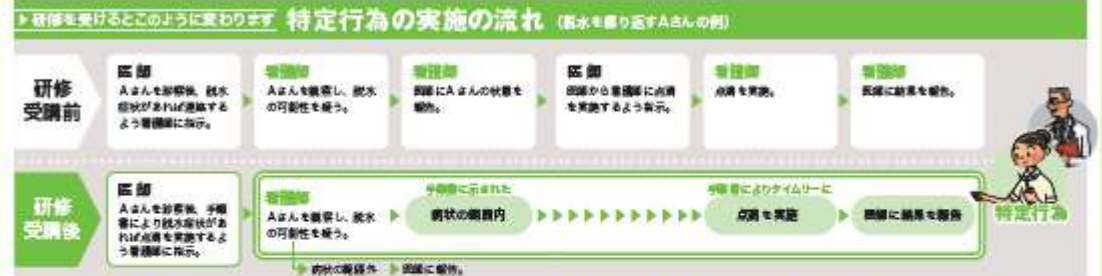 ▶研修を受けるとこのように変わります 特定行為の実施の流れ (脱水を繰り返すAさんの例)
研修
受講前
医師
Aさんを診察後、脱水
症状があれば連絡する
よう看護師に指示。
看護師
Aさんを観察し、脱水
の可能性を疑う。
看護師
医師にAさんの状態を
報告。
医師
医師から看護師に点滴
を実施するよう指示。
看護師
点滴を実施。
看護師
医師に結果を報告。
研修
受講後
医師
Aさんを診察後、手順
書により脱水症状があ
れば点滴を実施するよ
う看護師に指示。
看護師
Aさんを観察し、脱水
の可能性を疑う。
手順書に示された
病状の範囲内
手順書によりタイムリーに
点滴を実施
医師に結果を報告
特定行為
病状の範囲外
医師に報告。